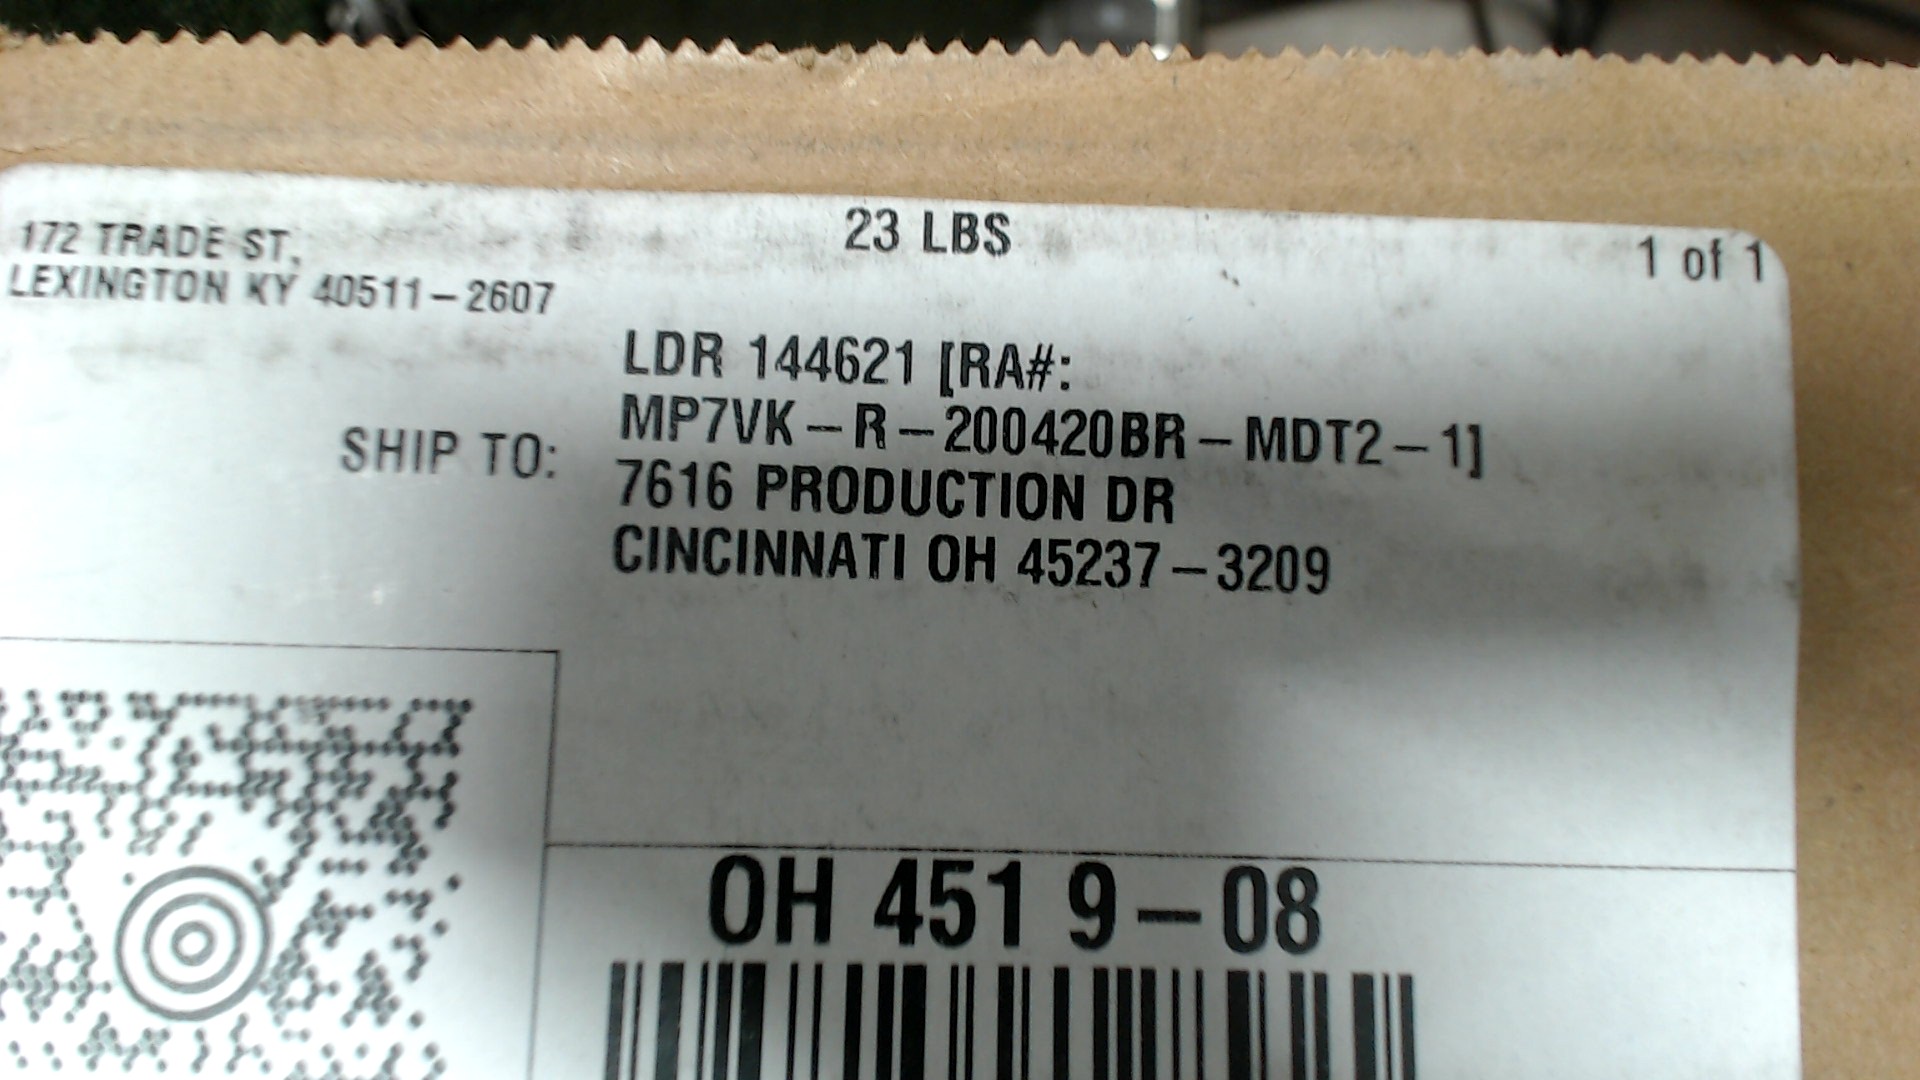 172 TRADE ST,
LEXINGTON KY 40511-2607
23 LBS
1 of 1
SHIP TO:
LDR 144621 [RA#:
MP7VK-R-200420BR-MDT2-1]
7616 PRODUCTION DR
CINCINNATI OH 45237-3209
OH 451 9-08